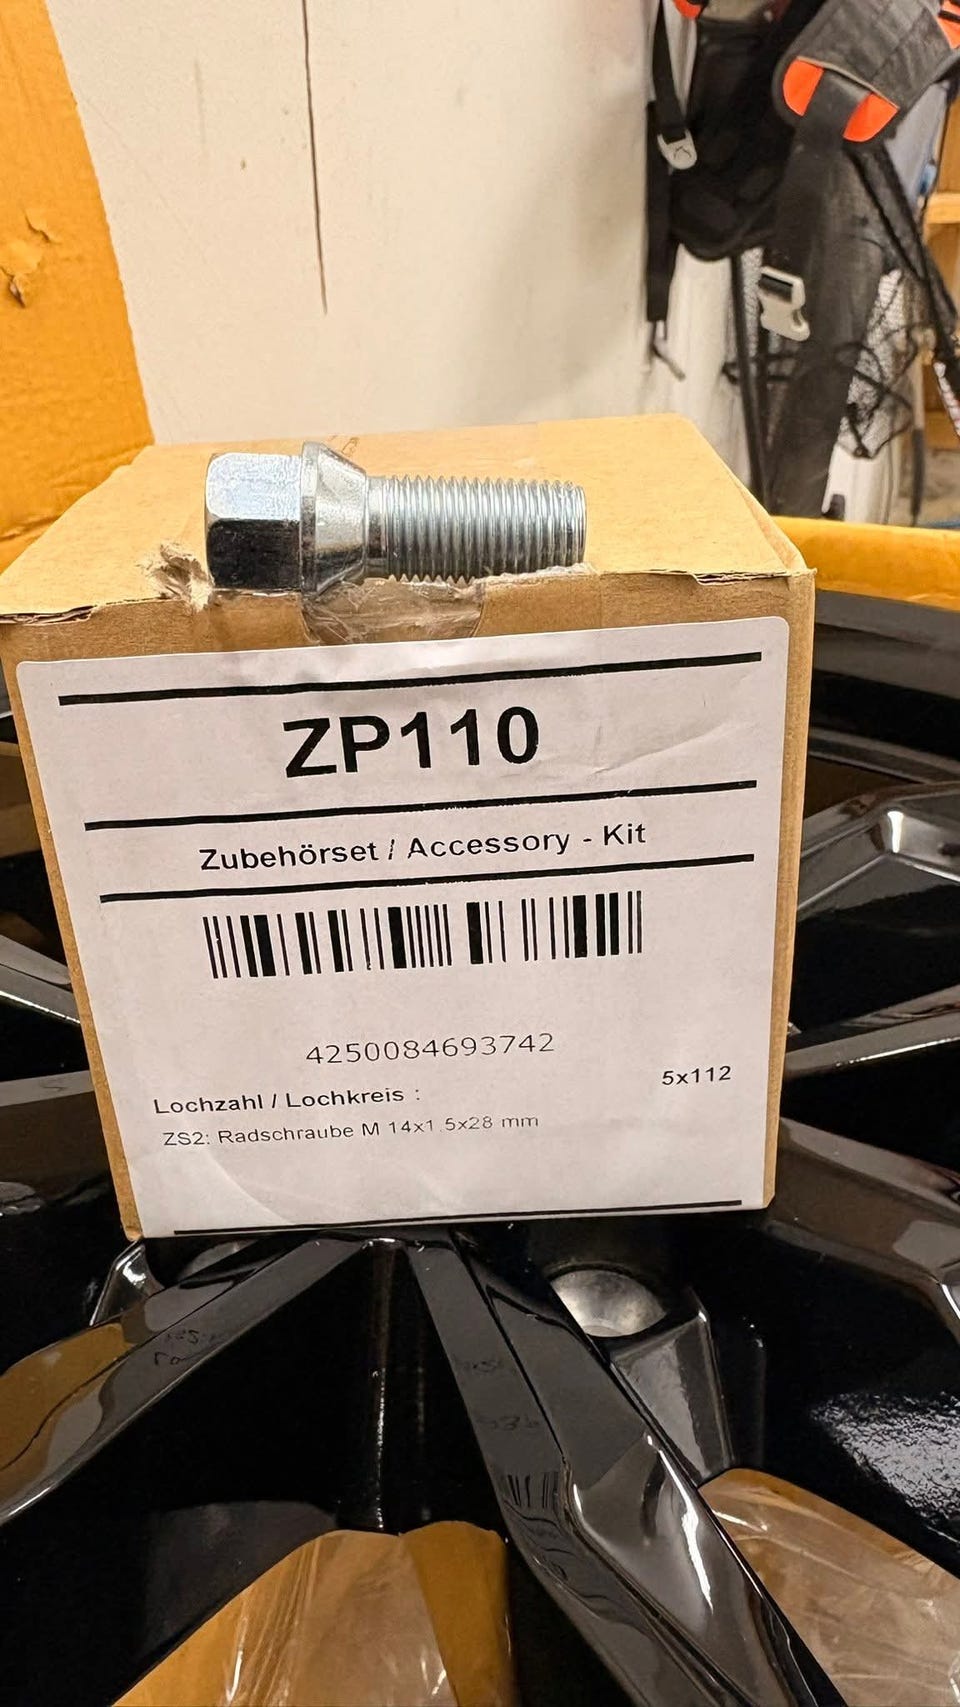 ZP110
Zubehörset / Accessory - Kit
4250084693742
Lochzahl / Lochkreis : 5x112
ZS2: Radschraube M 14x1.5x28 mm